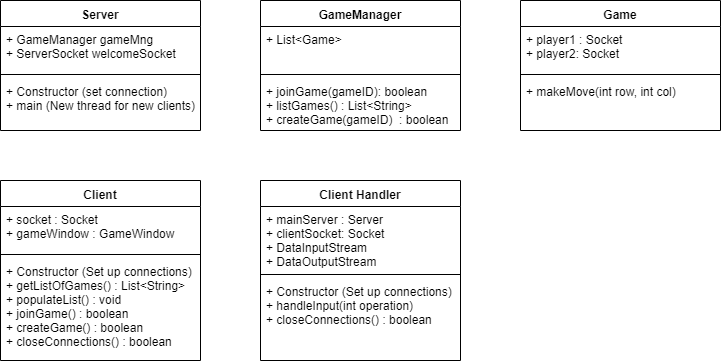 Server
+ GameManager gameMng
+ ServerSocket welcomeSocket
+ Constructor (set connection)
+ main (New thread for new clients)
GameManager
+ List<Game>
+ joinGame(gameID): boolean
+ listGames() : List<String>
+ createGame(gameID)  : boolean
Game
+ player1 : Socket
+ player2: Socket
+ makeMove(int row, int col)
Client
+ socket : Socket
+ gameWindow : GameWindow
+ Constructor (Set up connections)
+ getListOfGames() : List<String>
+ populateList() : void
+ joinGame() : boolean
+ createGame() : boolean
+ closeConnections() : boolean
Client Handler
+ mainServer : Server
+ clientSocket: Socket
+ DataInputStream
+ DataOutputStream
+ Constructor (Set up connections)
+ handleInput(int operation)
+ closeConnections() : boolean